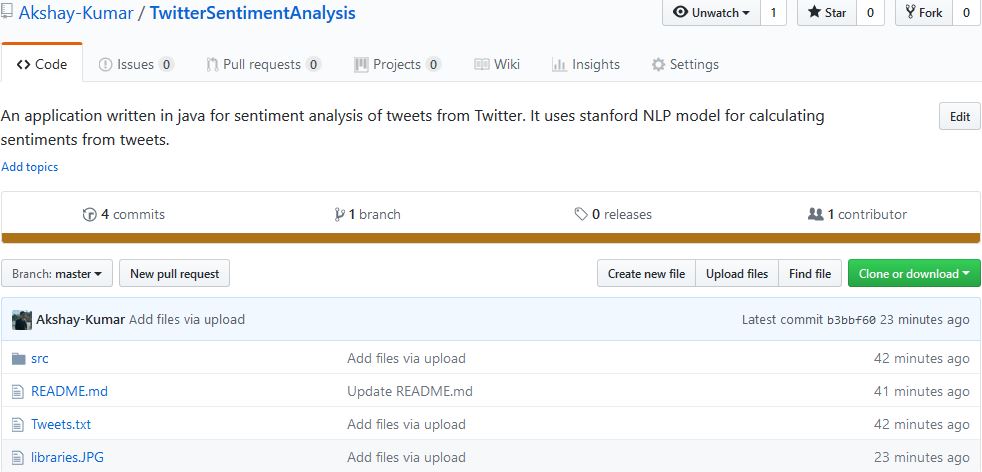 Akshay-Kumar / TwitterSentimentAnalysis Unwatch 1 Star 0 Fork 0
Code Issues 0 Pull requests 0 Projects 0 Wiki Insights Settings
An application written in java for sentiment analysis of tweets from Twitter. It uses stanford NLP model for calculating Edit
sentiments from tweets.
Add topics
4 commits 1 branch 0 releases 1 contributor
Branch: master New pull request Create new file Upload files Find file Clone or download
Akshay-Kumar Add files via upload Latest commit b3bbf60 23 minutes ago
src Add files via upload 42 minutes ago
README.md Update README.md 41 minutes ago
Tweets.txt Add files via upload 42 minutes ago
libraries.JPG Add files via upload 23 minutes ago